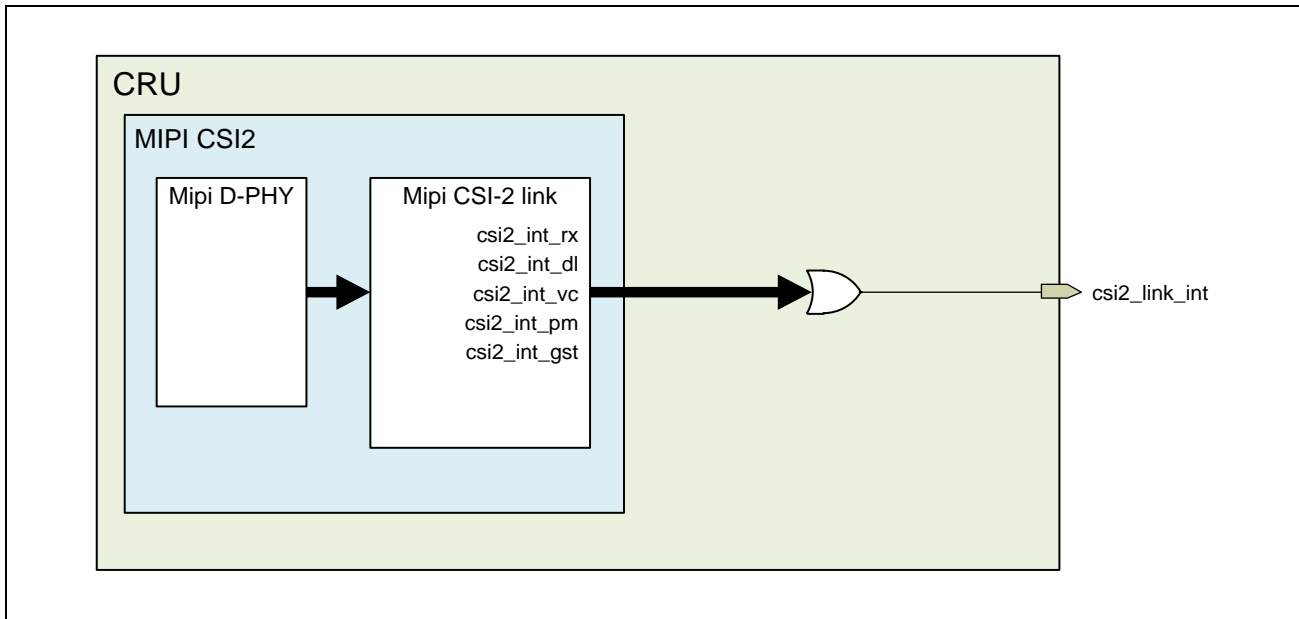 CRU
MIPI CSI2
Mipi D-PHY
Mipi CSI-2 link
csi2_int_rx
csi2_int_dl
csi2_int_vc
csi2_int_pm
csi2_int_gst
csi2_link_int